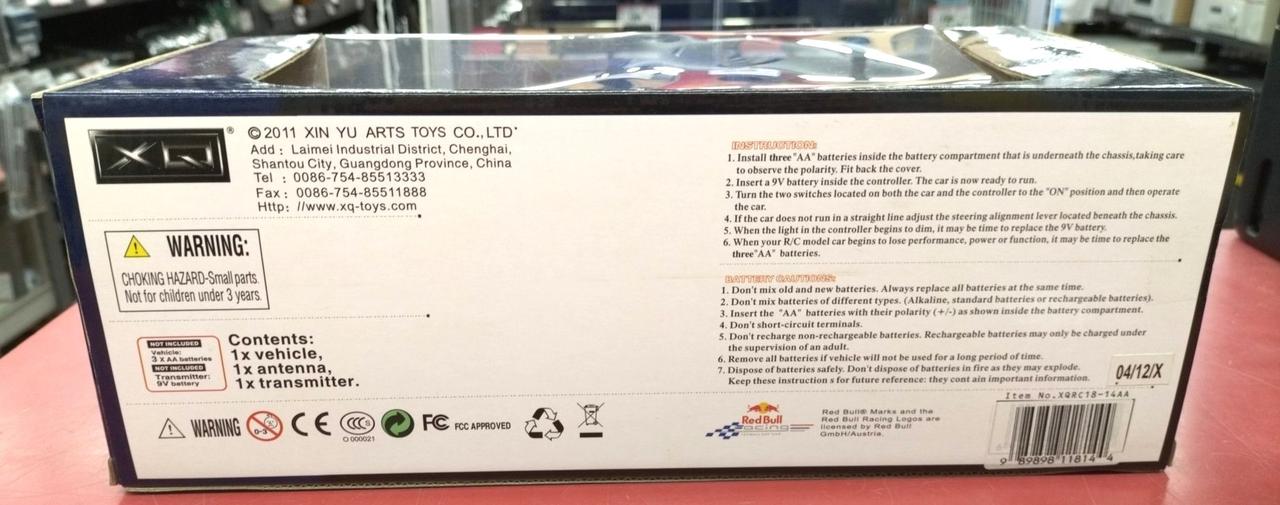 XQ®
©2011 XIN YU ARTS TOYS CO.,LTD
Add : Laimei Industrial District, Chenghai,
Shantou City, Guangdong Province, China
Tel : 0086-754-85513333
Fax : 0086-754-85511888
Http: //www.xq-toys.com
WARNING:
CHOKING HAZARD-Small parts.
Not for children under 3 years.
NOT INCLUDED
Vehicle:
3 X AA batteries
NOT INCLUDED
Transmitter:
9V battery
Contents:
1x vehicle,
1x antenna,
1x transmitter.
WARNING
0-3
CE
CCC S
O 000021
FC
FCC APPROVED
INSTRUCTION:
1. Install three "AA" batteries inside the battery compartment that is underneath the chassis,taking care
to observe the polarity. Fit back the cover.
2. Insert a 9V battery inside the controller. The car is now ready to run.
3. Turn the two switches located on both the car and the controller to the "ON" position and then operate
the car.
4. If the car does not run in a straight line adjust the steering alignment lever located beneath the chassis.
5. When the light in the controller begins to dim, it may be time to replace the 9V battery.
6. When your R/C model car begins to lose performance, power or function, it may be time to replace the
three"AA" batteries.
BATTERY CAUTIONS:
1. Don't mix old and new batteries. Always replace all batteries at the same time.
2. Don't mix batteries of different types. (Alkaline, standard batteries or rechargeable batteries).
3. Insert the "AA" batteries with their polarity (+/-) as shown inside the battery compartment.
4. Don't short-circuit terminals.
5. Don't recharge non-rechargeable batteries. Rechargeable batteries may only be charged under
the supervision of an adult.
6. Remove all batteries if vehicle will not be used for a long period of time.
7. Dispose of batteries safely. Don't dispose of batteries in fire as they may explode.
Keep these instruction s for future reference: they cont ain important information.
04/12/X
Red Bull
Racing
Red Bull® Marks and the
Red Bull Racing Logos are
licensed by Red Bull
GmbH/Austria.
Item No.XQRC18-14AA
9 89898 11814 4